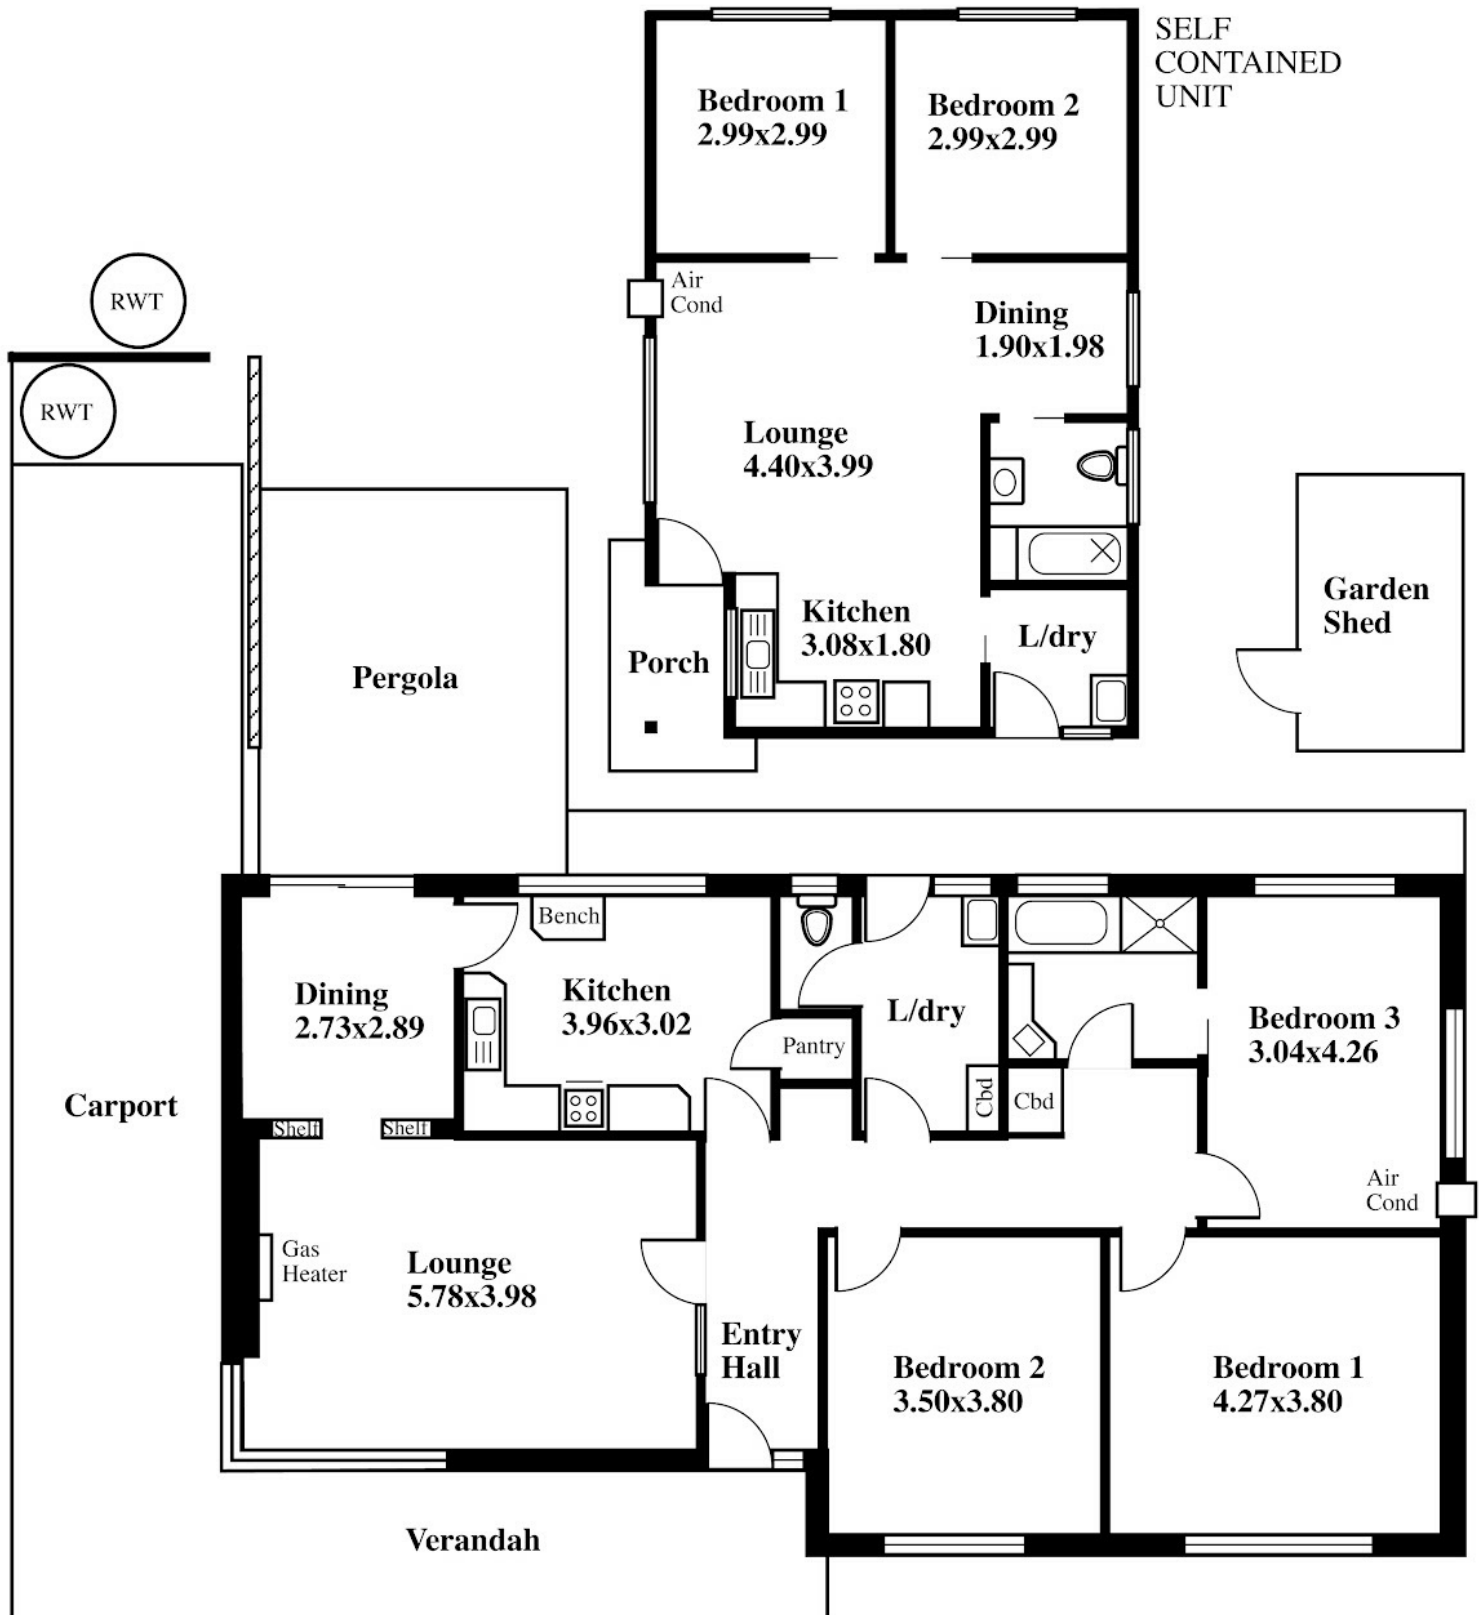 SELF
CONTAINED
UNIT
Bedroom 1
2.99x2.99
Bedroom 2
2.99x2.99
RWT
Air
Cond
Dining
1.90x1.98
RWT
Lounge
4.40x3.99
Garden
Shed
Kitchen
3.08x1.80
L/dry
Porch
Pergola
Bench
Dining
2.73x2.89
Kitchen
3.96x3.02
L/dry
Bedroom 3
3.04x4.26
Pantry
Carport
Cbd
Cbd
Shelf
Shelf
Air
Cond
Gas
Heater
Lounge
5.78x3.98
Entry
Hall
Bedroom 2
3.50x3.80
Bedroom 1
4.27x3.80
Verandah